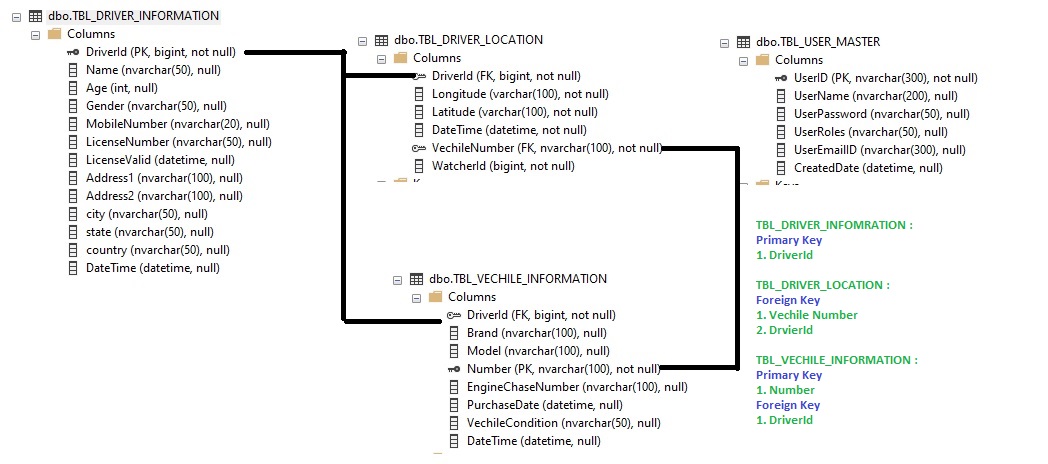 dbo.TBL_DRIVER_INFORMATION
Columns
DriverId (PK, bigint, not null)
Name (nvarchar(50), null)
Age (int, null)
Gender (nvarchar(50), null)
MobileNumber (nvarchar(20), null)
LicenseNumber (nvarchar(50), null)
LicenseValid (datetime, null)
Address1 (nvarchar(100), null)
Address2 (nvarchar(100), null)
city (nvarchar(50), null)
state (nvarchar(50), null)
country (nvarchar(50), null)
DateTime (datetime, null)
dbo.TBL_DRIVER_LOCATION
Columns
DriverId (FK, bigint, not null)
Longitude (varchar(100), not null)
Latitude (varchar(100), not null)
DateTime (datetime, not null)
VechileNumber (FK, nvarchar(100), not null)
WatcherId (bigint, not null)
dbo.TBL_VECHILE_INFORMATION
Columns
DriverId (FK, bigint, not null)
Brand (nvarchar(100), null)
Model (nvarchar(100), null)
Number (PK, nvarchar(100), not null)
EngineChaseNumber (nvarchar(100), null)
PurchaseDate (datetime, null)
VechileCondition (nvarchar(50), null)
DateTime (datetime, null)
dbo.TBL_USER_MASTER
Columns
UserID (PK, nvarchar(300), not null)
UserName (nvarchar(200), null)
UserPassword (nvarchar(50), null)
UserRoles (nvarchar(50), null)
UserEmailID (nvarchar(300), null)
CreatedDate (datetime, null)
TBL_DRIVER_INFOMRATION :
Primary Key
1. DriverId
TBL_DRIVER_LOCATION :
Foreign Key
1. Vechile Number
2. DrvierId
TBL_VECHILE_INFORMATION :
Primary Key
1. Number
Foreign Key
1. DriverId